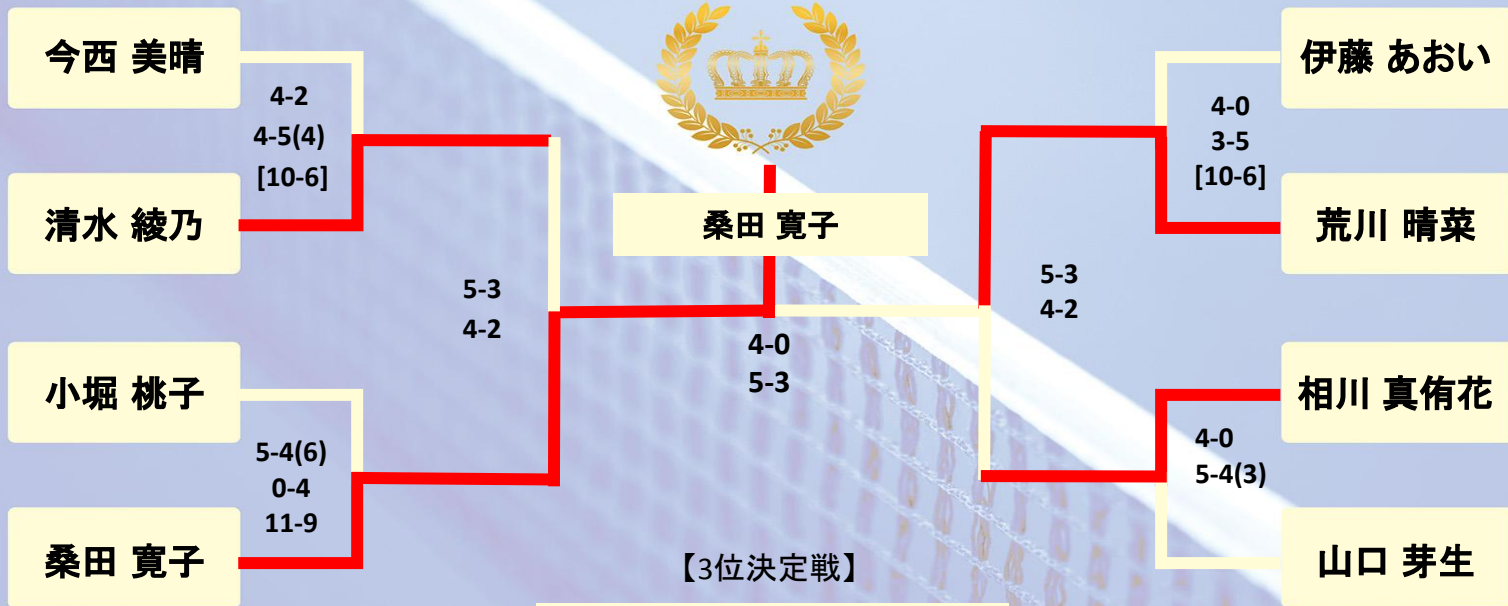 今西 美晴
4-2
4-5(4)
[10-6]
清水 綾乃
5-3
4-2
小堀 桃子
5-4(6)
0-4
11-9
桑田 寛子
桑田 寛子
4-0
5-3
【3位決定戦】
伊藤 あおい
4-0
3-5
[10-6]
荒川 晴菜
5-3
4-2
相川 真侑花
4-0
5-4(3)
山口 芽生